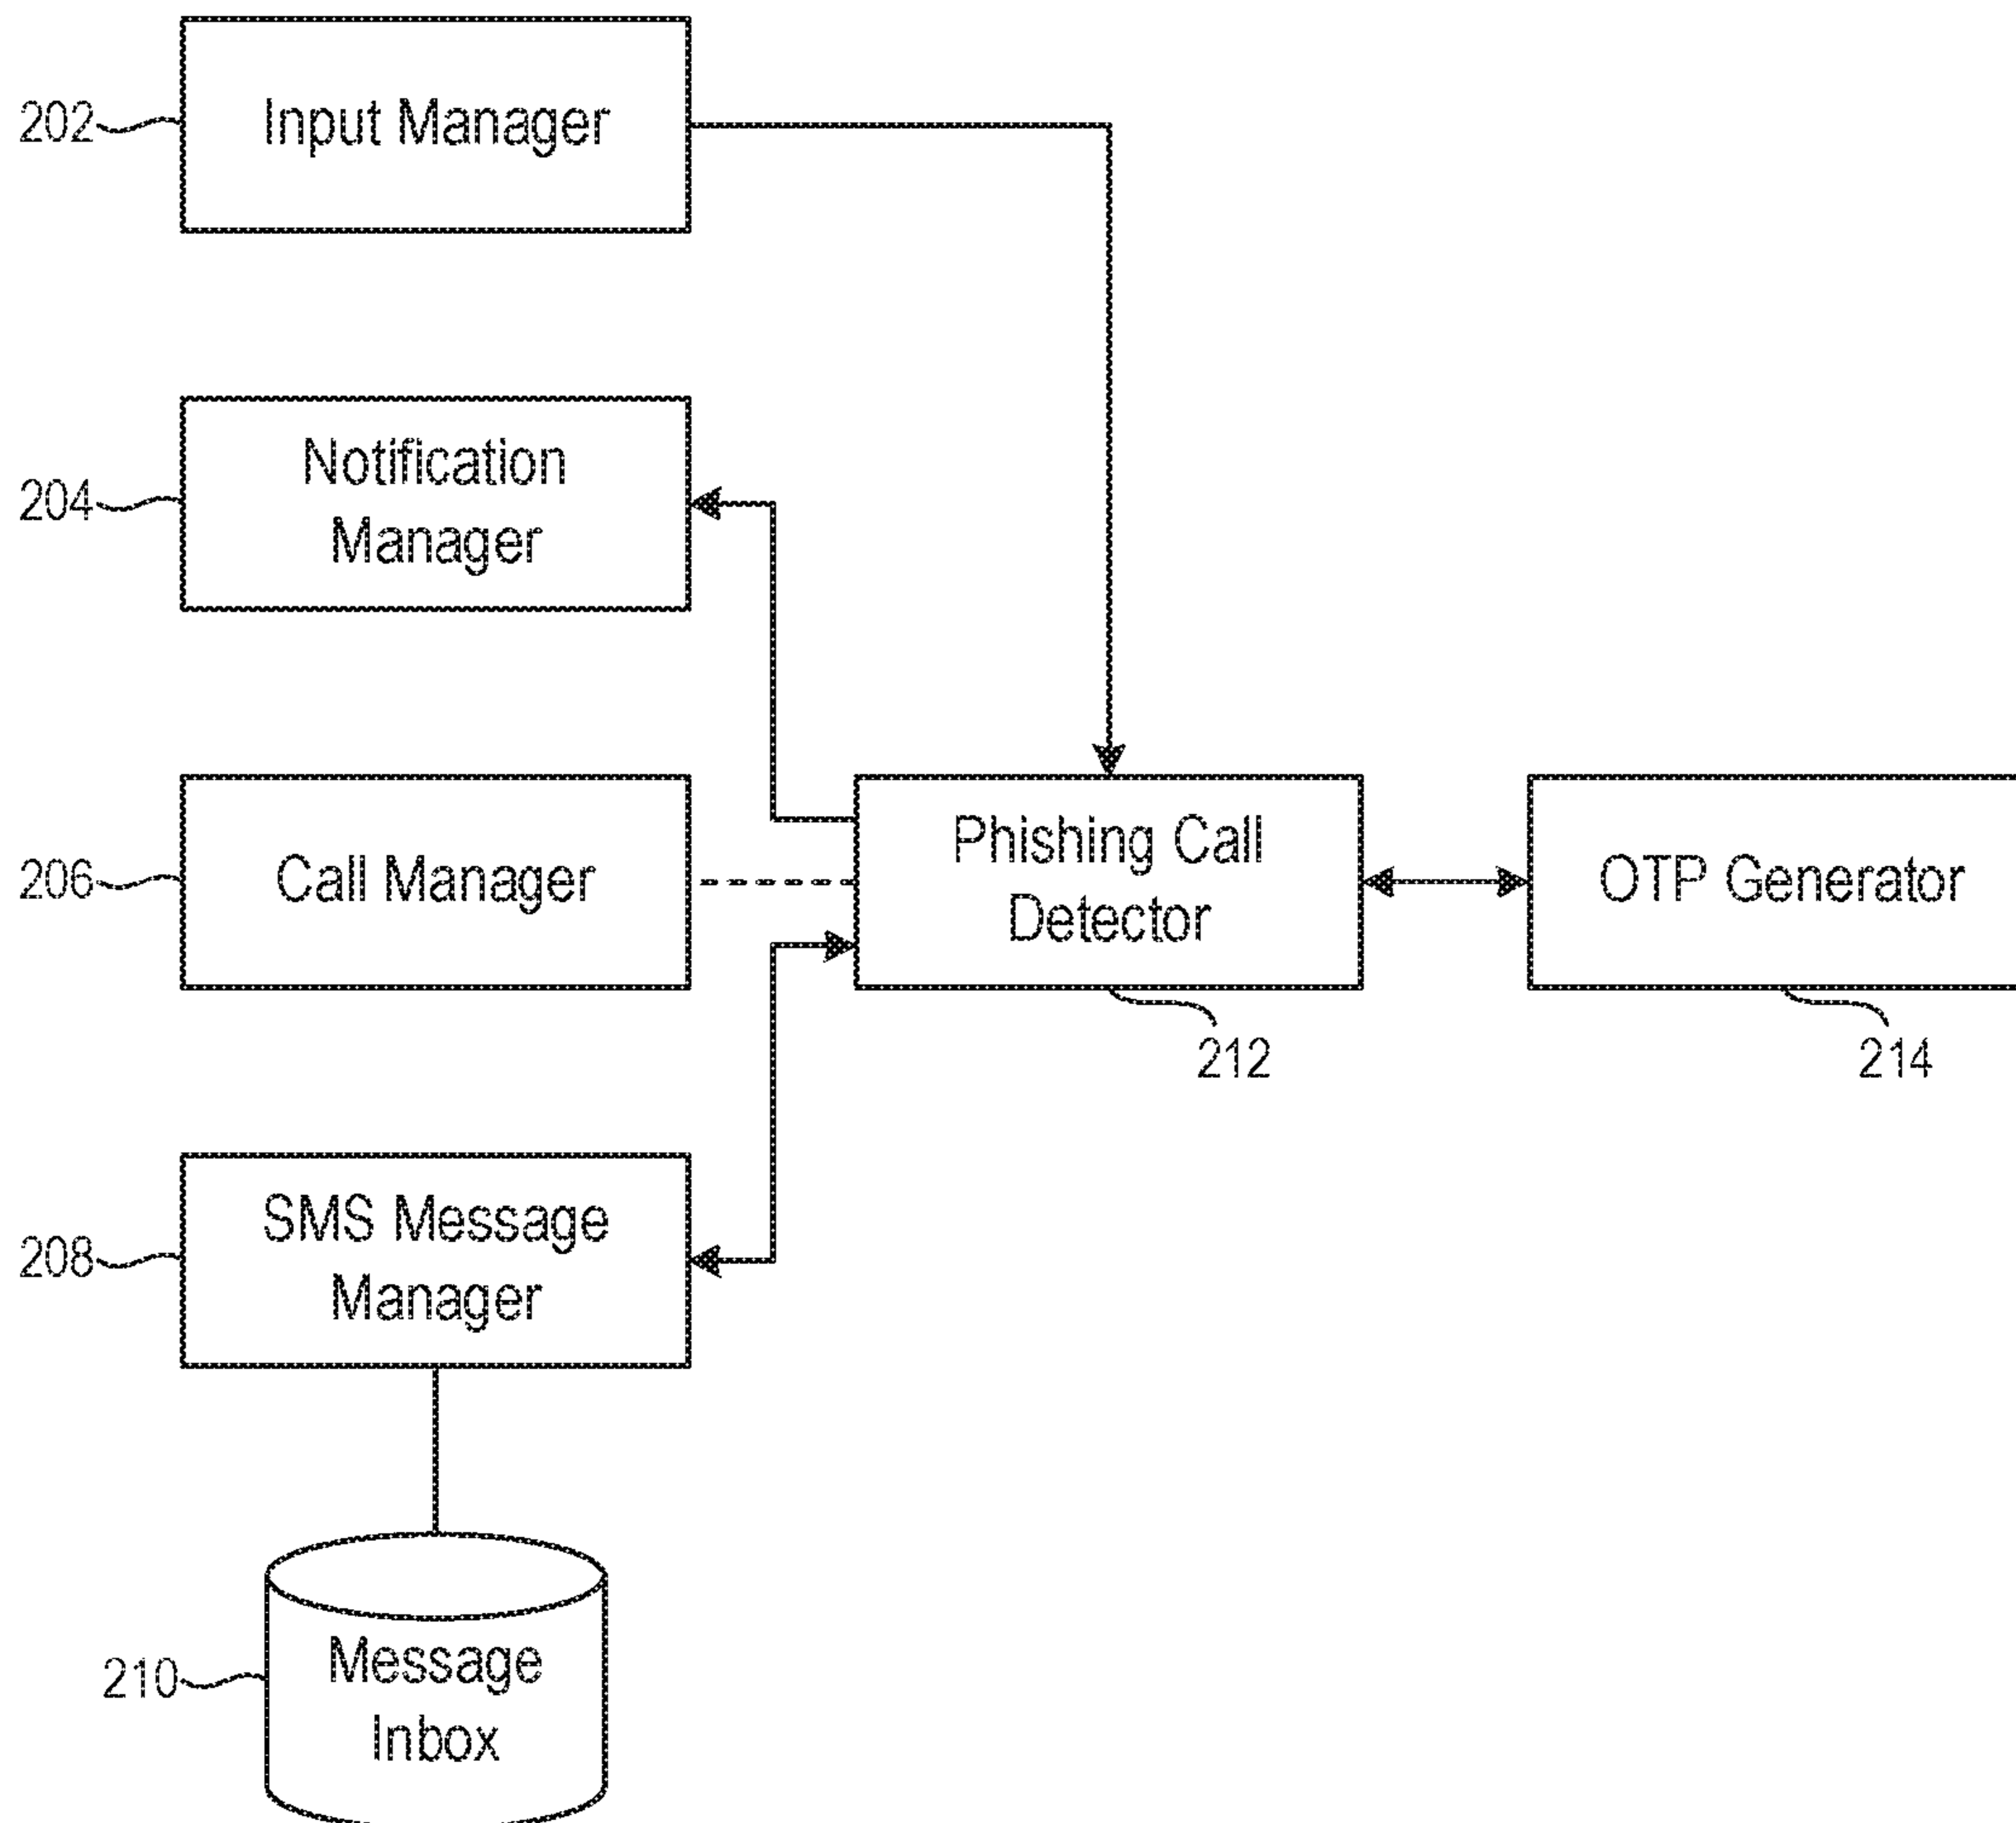 202
Input Manager
204
Notification
Manager
206
Call Manager
Phishing Call
Detector
OTP Generator
212
214
208
SMS Message
Manager
210
Message
Inbox